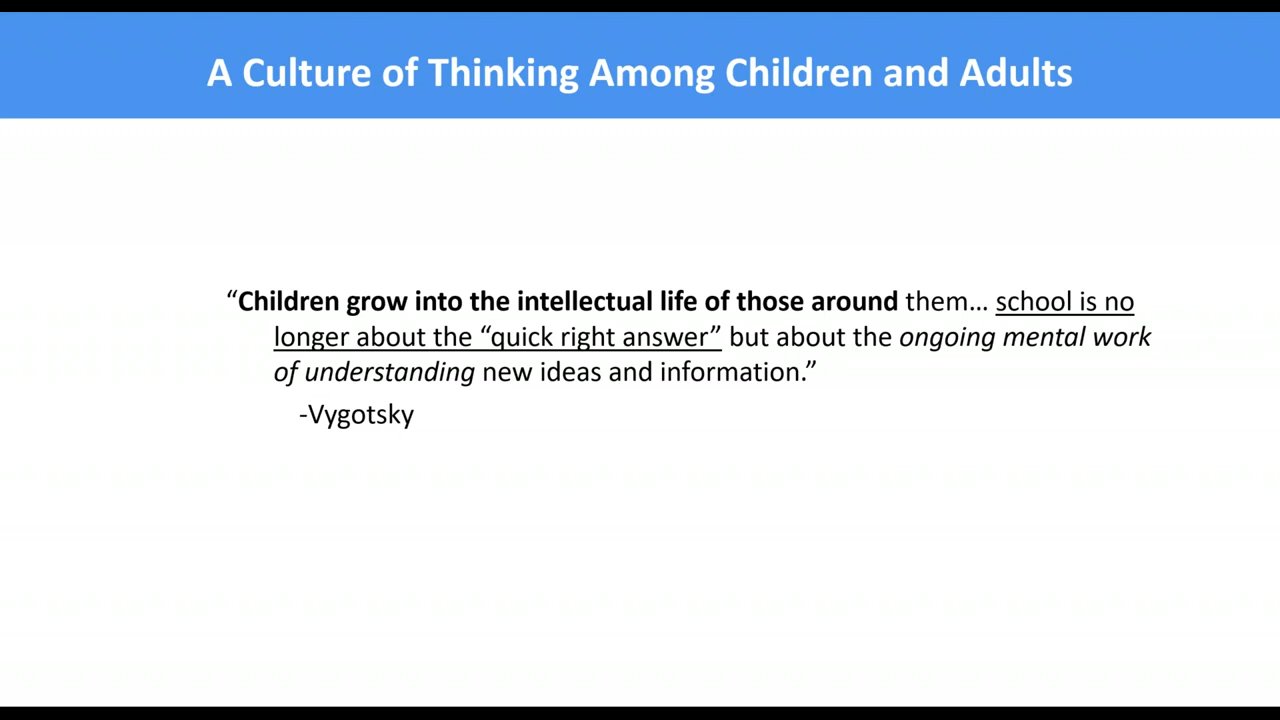 A Culture of Thinking Among Children and Adults
“Children grow into the intellectual life of those around them… school is no
longer about the “quick right answer” but about the ongoing mental work
of understanding new ideas and information.”
-Vygotsky